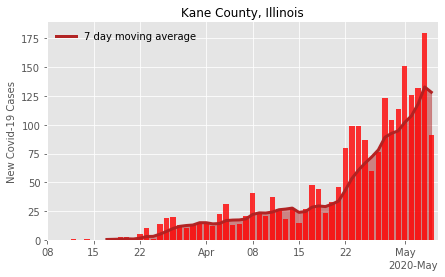 Kane County, Illinois
7 day moving average
New Covid-19 Cases
175
150
125
100
75
50
25
0
08
15
22
Apr
08
15
22
May
2020-May